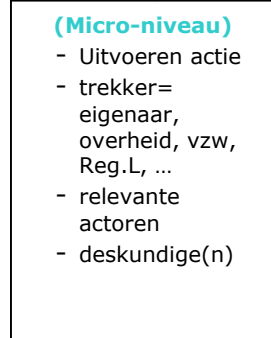 (Micro-niveau)
- Uitvoeren actie
- trekker=
eigenaar,
overheid, vzw,
Reg.L, ...
- relevante
actoren
- deskundige(n)